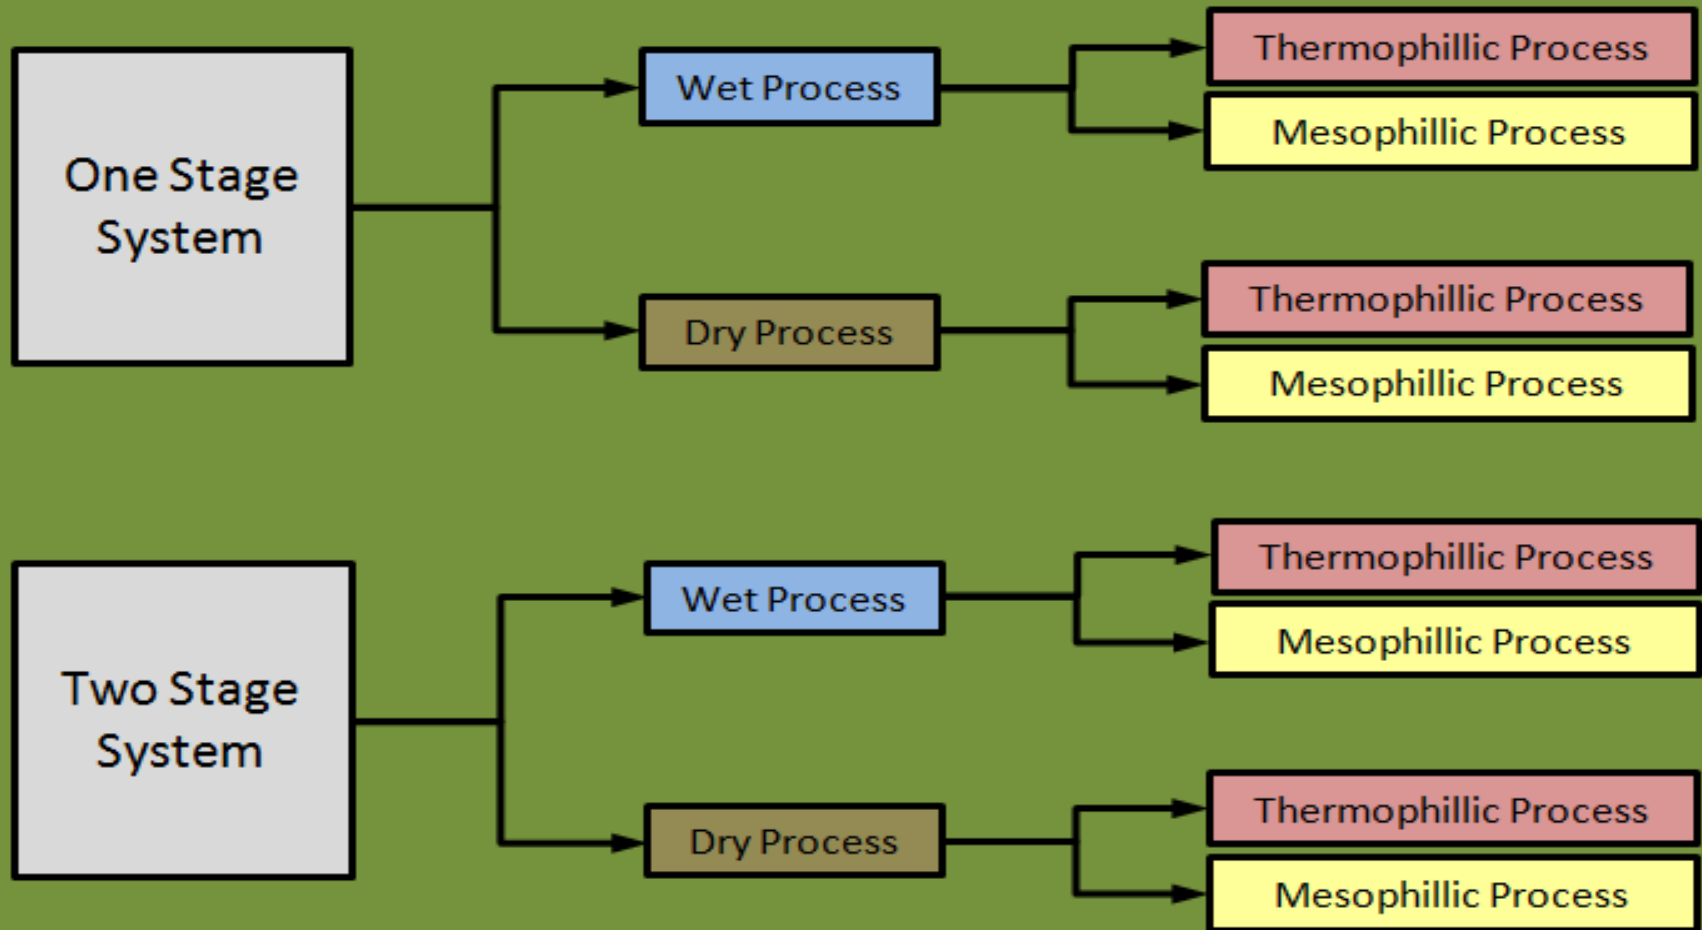 One Stage
System
Wet Process
Thermophillic Process
Mesophillic Process
Dry Process
Thermophillic Process
Mesophillic Process
Two Stage
System
Wet Process
Thermophillic Process
Mesophillic Process
Dry Process
Thermophillic Process
Mesophillic Process